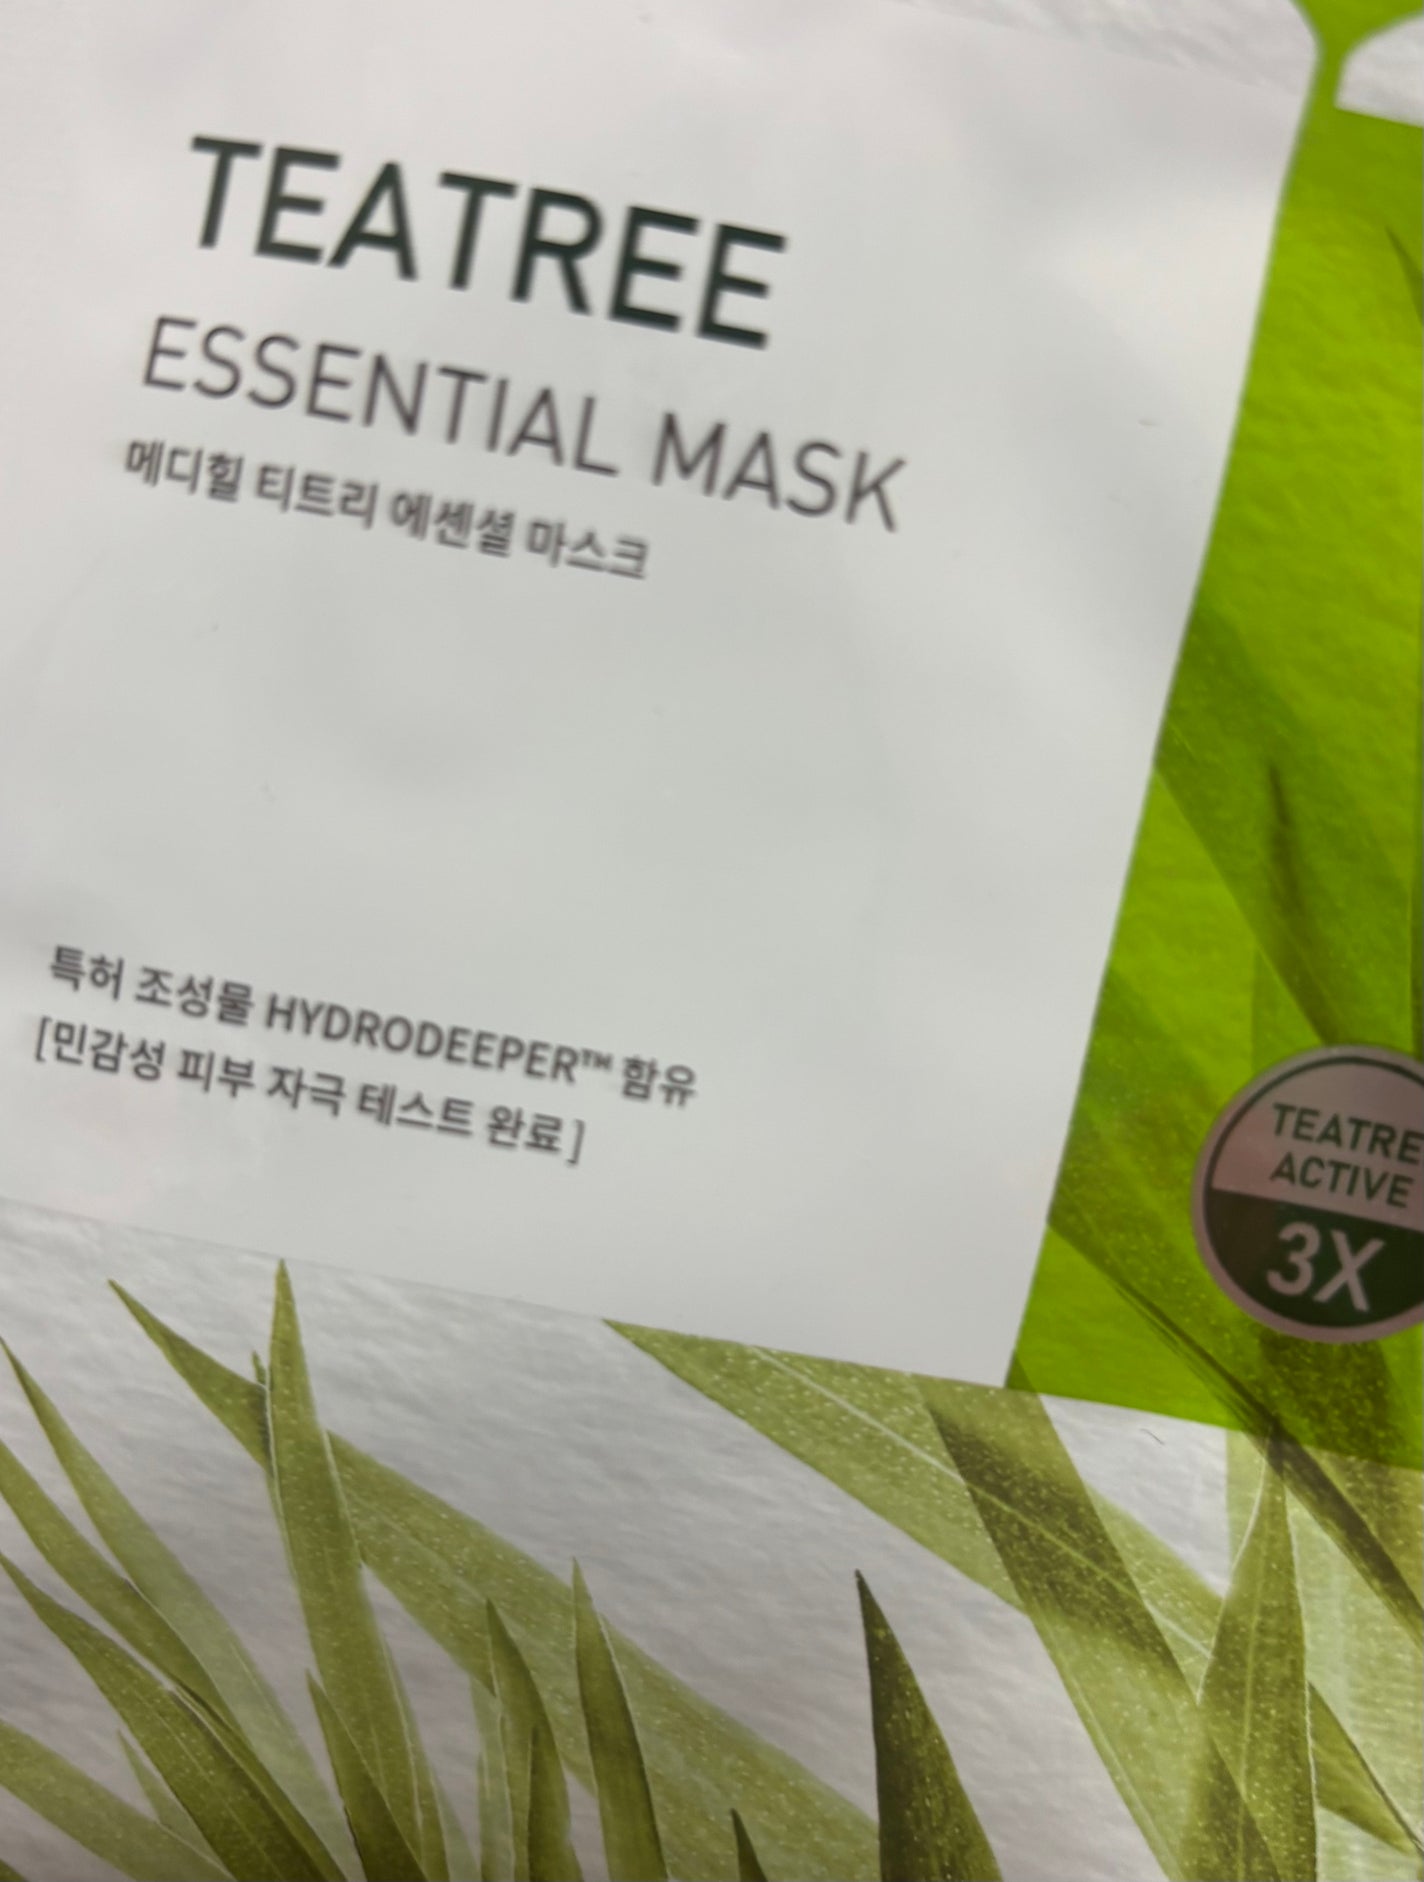 TEATREE
ESSENTIAL MASK
메디힐 티트리 에센셜 마스크
특허 조성물 HYDRODEEPER™ 함유
[민감성 피부 자극 테스트 완료]
TEATRE
ACTIVE
3X